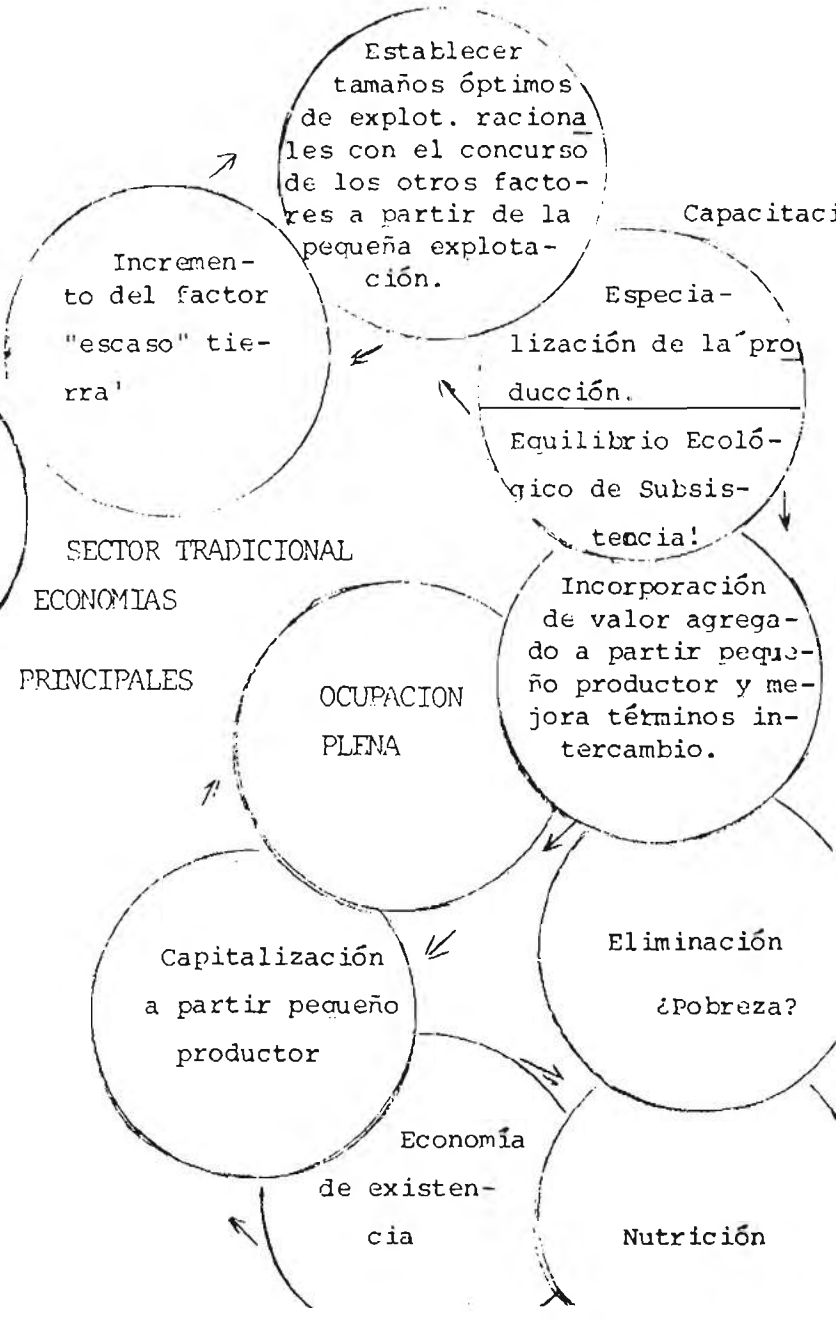 Establecer
tamaños óptimos
de explot. raciona
les con el concurso
de los otros facto-
res a partir de la
pequeña explota-
ción.
Capacitaci
Incremen-
to del factor
"escaso" tie-
rra'
Especia-
lización de la pro
ducción.
Equilibrio Ecoló-
gico de Subsis-
tencia!
SECTOR TRADICIONAL
ECONOMIAS
PRINCIPALES
Incorporación
de valor agrega-
do a partir peque-
ño productor y me-
jora términos in-
tercambio.
OCUPACION
PLENA
Capitalización
a partir pequeño
productor
Eliminación
¿Pobreza?
Economía
de existen-
cia
Nutrición